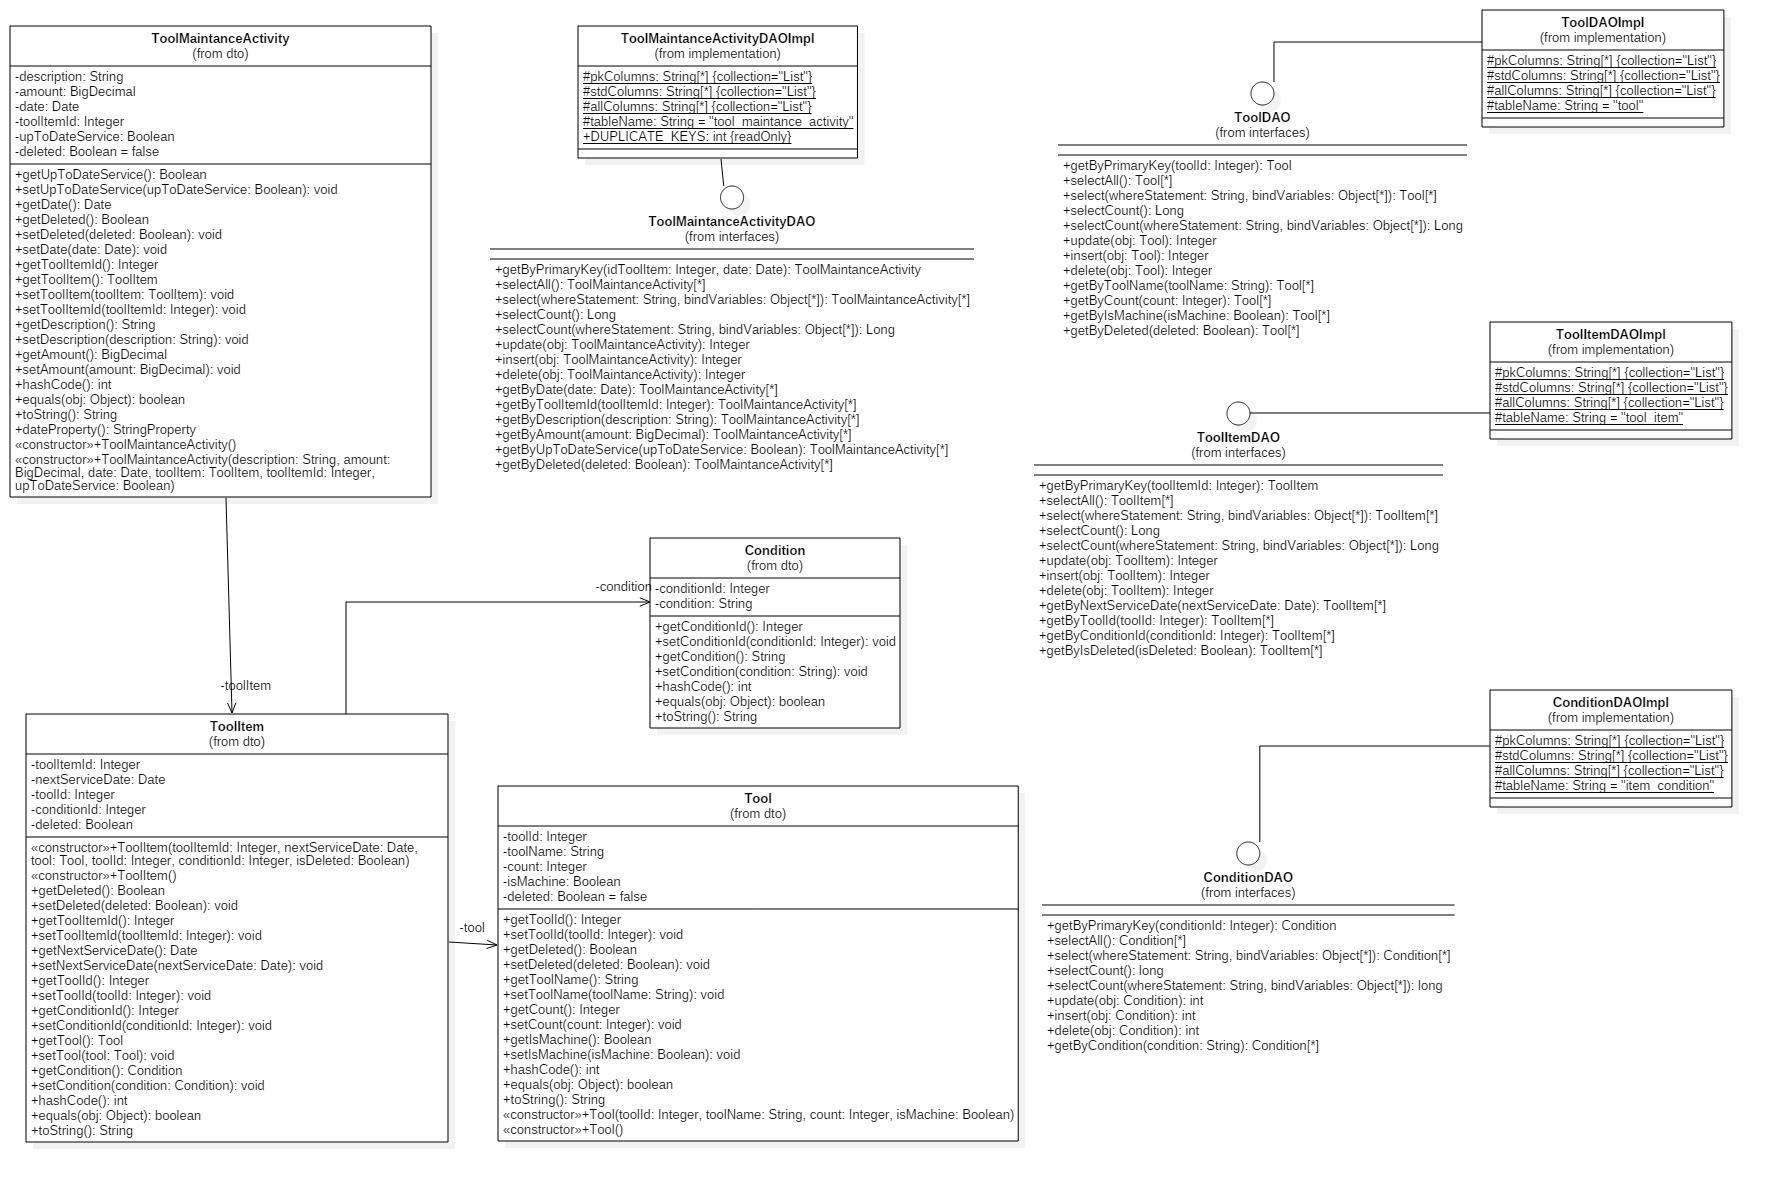 ToolMaintanceActivity
(from dto)
-description: String
-amount: BigDecimal
-date: Date
-toolItemId: Integer
-upToDateService: Boolean
-deleted: Boolean = false
+getUpToDateService(): Boolean
+setUpToDateService(upToDateService: Boolean): void
+getDate(): Date
+getDeleted(): Boolean
+setDeleted(deleted: Boolean): void
+setDate(date: Date): void
+getToolItemId(): Integer
+getToolItem(): ToolItem
+setToolItem(toolItem: ToolItem): void
+setToolItemId(toolItemId: Integer): void
+getDescription(): String
+setDescription(description: String): void
+getAmount(): BigDecimal
+setAmount(amount: BigDecimal): void
+hashCode(): int
+equals(obj: Object): boolean
+toString(): String
+dateProperty(): StringProperty
«constructor»+ToolMaintanceActivity()
«constructor»+ToolMaintanceActivity(description: String, amount:
BigDecimal, date: Date, toolItem: ToolItem, toolItemId: Integer,
upToDateService: Boolean)
ToolMaintanceActivityDAOImpl
(from implementation)
#pkColumns: String[*] {collection="List"}
#stdColumns: String[*] {collection="List"}
#allColumns: String[*] {collection="List"}
#tableName: String = "tool_maintance_activity"
+DUPLICATE_KEYS: int {readOnly}
ToolMaintanceActivityDAO
(from interfaces)
+getByPrimaryKey(idToolItem: Integer, date: Date): ToolMaintanceActivity
+selectAll(): ToolMaintanceActivity[*]
+select(whereStatement: String, bindVariables: Object[*]): ToolMaintanceActivity[*]
+selectCount(): Long
+selectCount(whereStatement: String, bindVariables: Object[*]): Long
+update(obj: ToolMaintanceActivity): Integer
+insert(obj: ToolMaintanceActivity): Integer
+delete(obj: ToolMaintanceActivity): Integer
+getByDate(date: Date): ToolMaintanceActivity[*]
+getByToolItemId(toolItemId: Integer): ToolMaintanceActivity[*]
+getByDescription(description: String): ToolMaintanceActivity[*]
+getByAmount(amount: BigDecimal): ToolMaintanceActivity[*]
+getByUpToDateService(upToDateService: Boolean): ToolMaintanceActivity[*]
+getByDeleted(deleted: Boolean): ToolMaintanceActivity[*]
ToolDAOImpl
(from implementation)
#pkColumns: String[*] {collection="List"}
#stdColumns: String[*] {collection="List"}
#allColumns: String[*] {collection="List"}
#tableName: String = "tool"
ToolDAO
(from interfaces)
+getByPrimaryKey(toolId: Integer): Tool
+selectAll(): Tool[*]
+select(whereStatement: String, bindVariables: Object[*]): Tool[*]
+selectCount(): Long
+selectCount(whereStatement: String, bindVariables: Object[*]): Long
+update(obj: Tool): Integer
+insert(obj: Tool): Integer
+delete(obj: Tool): Integer
+getByToolName(toolName: String): Tool[*]
+getByCount(count: Integer): Tool[*]
+getByIsMachine(isMachine: Boolean): Tool[*]
+getByDeleted(deleted: Boolean): Tool[*]
ToolItemDAOImpl
(from implementation)
#pkColumns: String[*] {collection="List"}
#stdColumns: String[*] {collection="List"}
#allColumns: String[*] {collection="List"}
#tableName: String = "tool_item"
ToolItemDAO
(from interfaces)
+getByPrimaryKey(toolItemId: Integer): ToolItem
+selectAll(): ToolItem[*]
+select(whereStatement: String, bindVariables: Object[*]): ToolItem[*]
+selectCount(): Long
+selectCount(whereStatement: String, bindVariables: Object[*]): Long
+update(obj: ToolItem): Integer
+insert(obj: ToolItem): Integer
+delete(obj: ToolItem): Integer
+getByNextServiceDate(nextServiceDate: Date): ToolItem[*]
+getByToolId(toolId: Integer): ToolItem[*]
+getByConditionId(conditionId: Integer): ToolItem[*]
+getByIsDeleted(isDeleted: Boolean): ToolItem[*]
Condition
(from dto)
-condition
-conditionId: Integer
-condition: String
+getConditionId(): Integer
+setConditionId(conditionId: Integer): void
+getCondition(): String
+setCondition(condition: String): void
+hashCode(): int
+equals(obj: Object): boolean
+toString(): String
-toolItem
ToolItem
(from dto)
-toolItemId: Integer
-nextServiceDate: Date
-toolId: Integer
-conditionId: Integer
-deleted: Boolean
«constructor»+ToolItem(toolItemId: Integer, nextServiceDate: Date,
tool: Tool, toolId: Integer, conditionId: Integer, isDeleted: Boolean)
«constructor»+ToolItem()
+getDeleted(): Boolean
+setDeleted(deleted: Boolean): void
+getToolItemId(): Integer
+setToolItemId(toolItemId: Integer): void
+getNextServiceDate(): Date
+setNextServiceDate(nextServiceDate: Date): void
+getToolId(): Integer
+setToolId(toolId: Integer): void
+getConditionId(): Integer
+setConditionId(conditionId: Integer): void
+getTool(): Tool
+setTool(tool: Tool): void
+getCondition(): Condition
+setCondition(condition: Condition): void
+hashCode(): int
+equals(obj: Object): boolean
+toString(): String
-tool
Tool
(from dto)
-toolId: Integer
-toolName: String
-count: Integer
-isMachine: Boolean
-deleted: Boolean = false
+getToolId(): Integer
+setToolId(toolId: Integer): void
+getDeleted(): Boolean
+setDeleted(deleted: Boolean): void
+getToolName(): String
+setToolName(toolName: String): void
+getCount(): Integer
+setCount(count: Integer): void
+getIsMachine(): Boolean
+setIsMachine(isMachine: Boolean): void
+hashCode(): int
+equals(obj: Object): boolean
+toString(): String
«constructor»+Tool(toolId: Integer, toolName: String, count: Integer, isMachine: Boolean)
«constructor»+Tool()
ConditionDAOImpl
(from implementation)
#pkColumns: String[*] {collection="List"}
#stdColumns: String[*] {collection="List"}
#allColumns: String[*] {collection="List"}
#tableName: String = "item_condition"
ConditionDAO
(from interfaces)
+getByPrimaryKey(conditionId: Integer): Condition
+selectAll(): Condition[*]
+select(whereStatement: String, bindVariables: Object[*]): Condition[*]
+selectCount(): long
+selectCount(whereStatement: String, bindVariables: Object[*]): long
+update(obj: Condition): int
+insert(obj: Condition): int
+delete(obj: Condition): int
+getByCondition(condition: String): Condition[*]